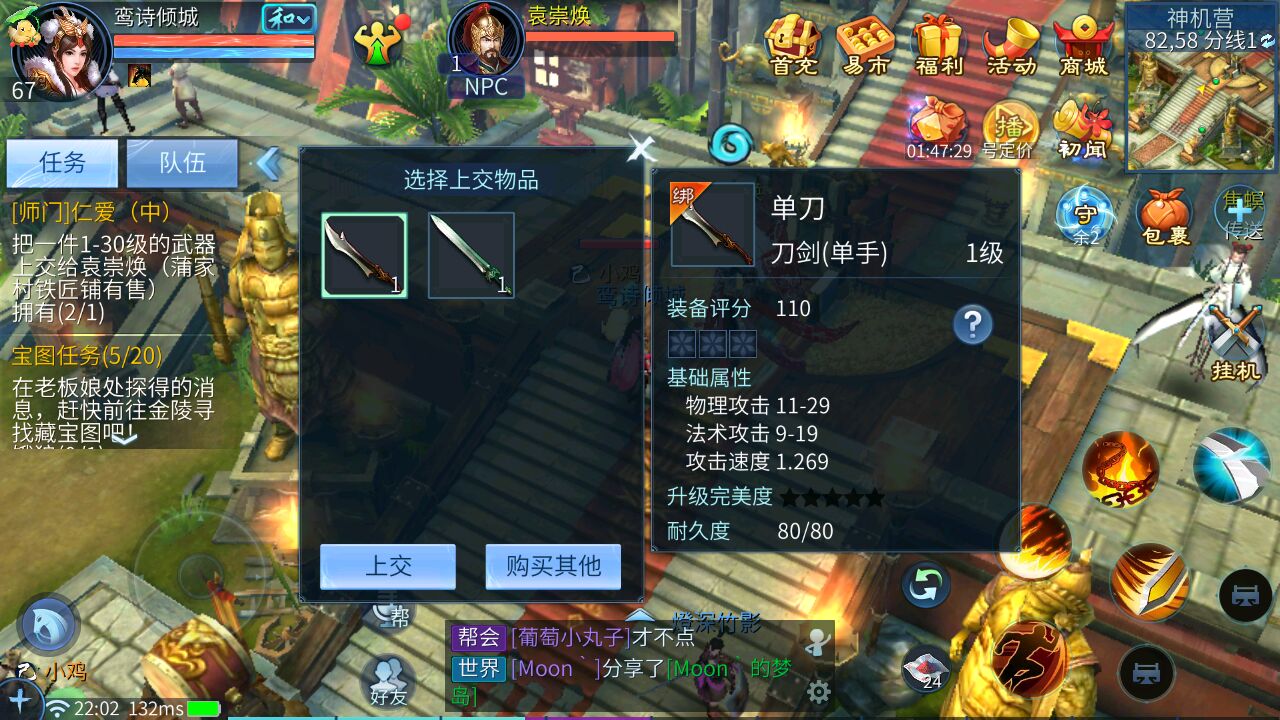 鸾诗倾城
和
67
袁崇焕
1
NPC
首充
易市
福利
活动
商城
神机营
82,58 分线1
01:47:29
播
号定价
初闻
任务
队伍
[师门]仁爱（中）
把一件1-30级的武器
上交给袁崇焕（蒲家
村铁匠铺有售）
拥有(2/1)
宝图任务(5/20)
在老板娘处探得的消
息，赶快前往金陵寻
找藏宝图吧!
选择上交物品
1
1
上交
购买其他
绑
单刀
刀剑(单手)
1级
装备评分 110
?
基础属性
物理攻击 11-29
法术攻击 9-19
攻击速度 1.269
升级完美度
耐久度 80/80
守
余2
包裹
焦螟
传送
挂机
小鸡
鸾诗倾城
帮
好友
燈深竹影
帮会 [葡萄小丸子]才不点
世界 [Moon｀]分享了[Moon｀的梦
岛]
24
小鸡
22:02 132ms